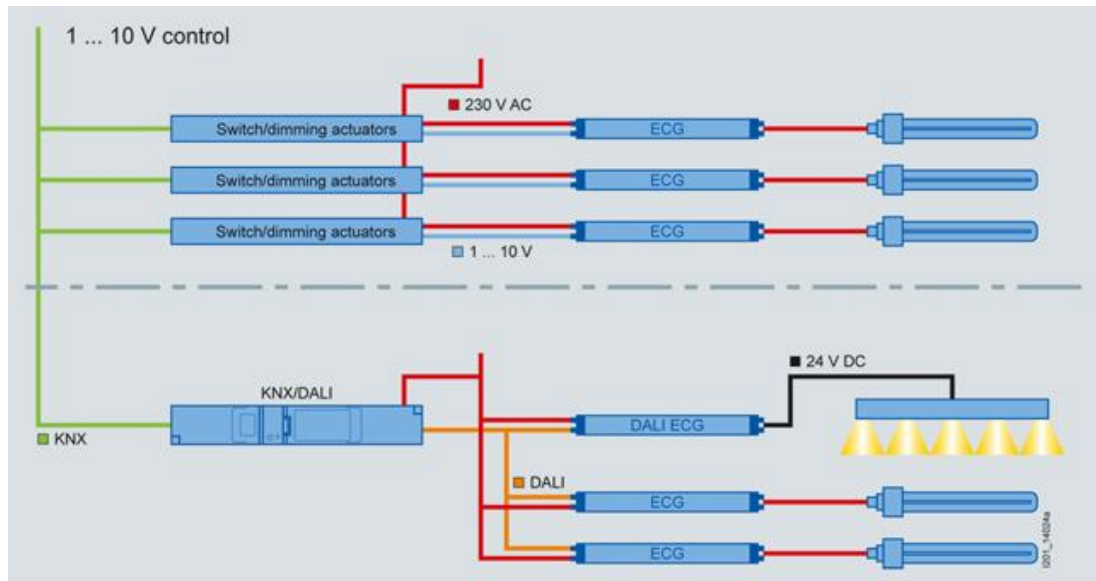 1 ... 10 V control
230 V AC
Switch/dimming actuators
ECG
Switch/dimming actuators
ECG
Switch/dimming actuators
ECG
1 ... 10 V
24 V DC
KNX/DALI
DALI ECG
KNX
DALI
ECG
ECG
I201_14024a